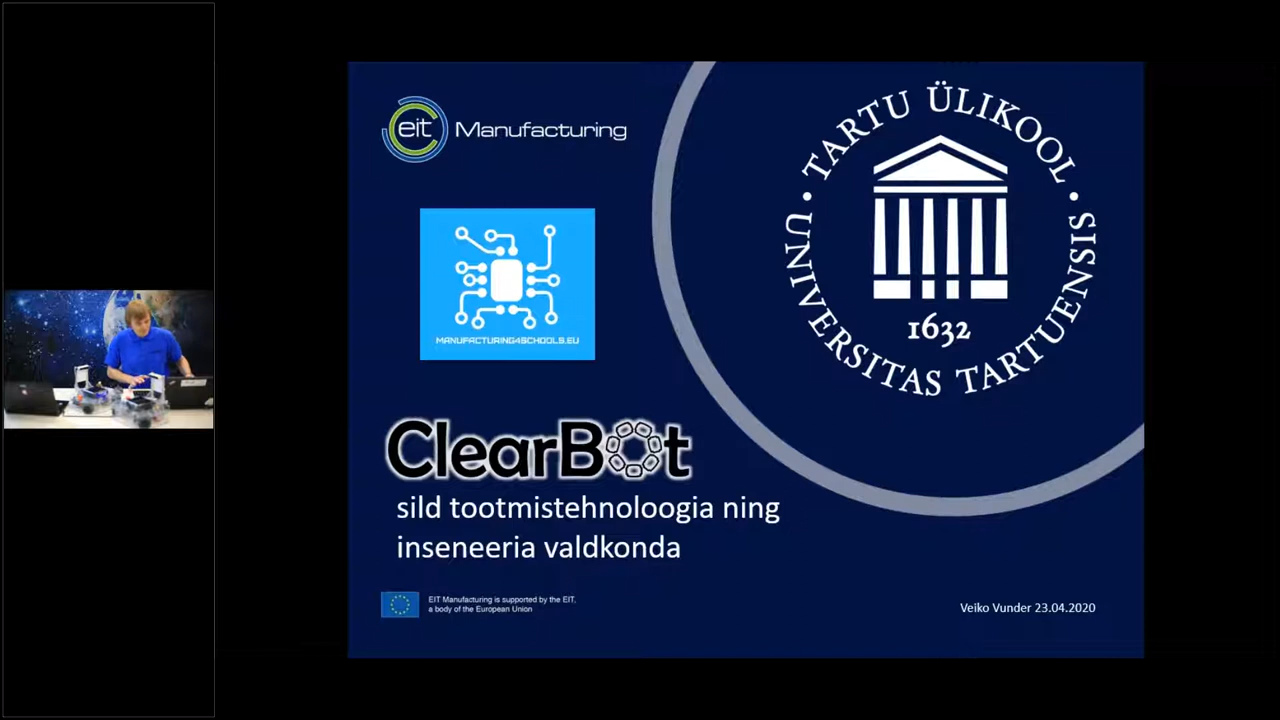 eit Manufacturing
TARTU ÜLIKOOL
UNIVERSITAS TARTUENSIS
1632
MANUFACTURING4SCHOOLS.EU
ClearBot
sild tootmistehnoloogia ning
inseneeria valdkonda
EIT Manufacturing is supported by the EIT,
a body of the European Union
Veiko Vunder 23.04.2020